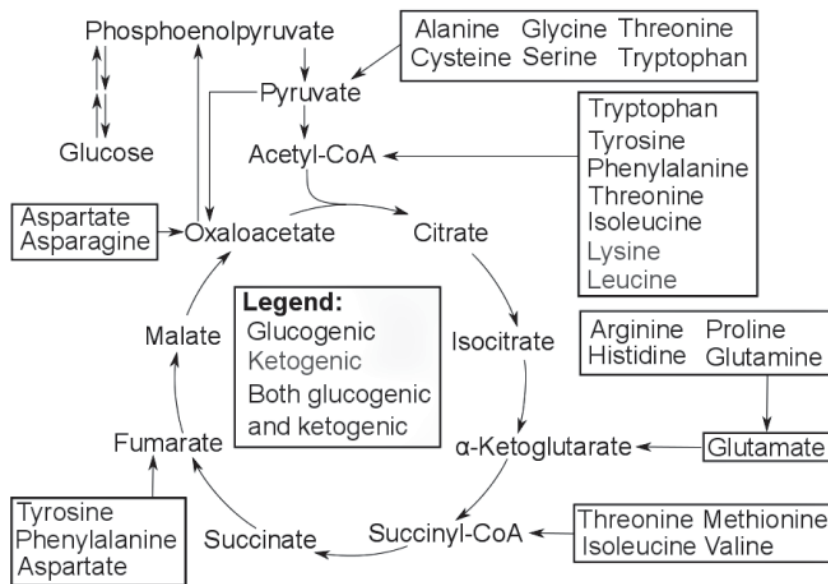 Phosphoenolpyruvate
Alanine Glycine Threonine
Cysteine Serine Tryptophan
Pyruvate
Glucose
Acetyl-CoA
Tryptophan
Tyrosine
Phenylalanine
Threonine
Isoleucine
Lysine
Leucine
Aspartate
Asparagine
Oxaloacetate
Citrate
Legend:
Glucogenic
Ketogenic
Both glucogenic
and ketogenic
Malate
Isocitrate
Arginine Proline
Histidine Glutamine
Fumarate
α-Ketoglutarate
Glutamate
Tyrosine
Phenylalanine
Aspartate
Succinate
Succinyl-CoA
Threonine Methionine
Isoleucine Valine